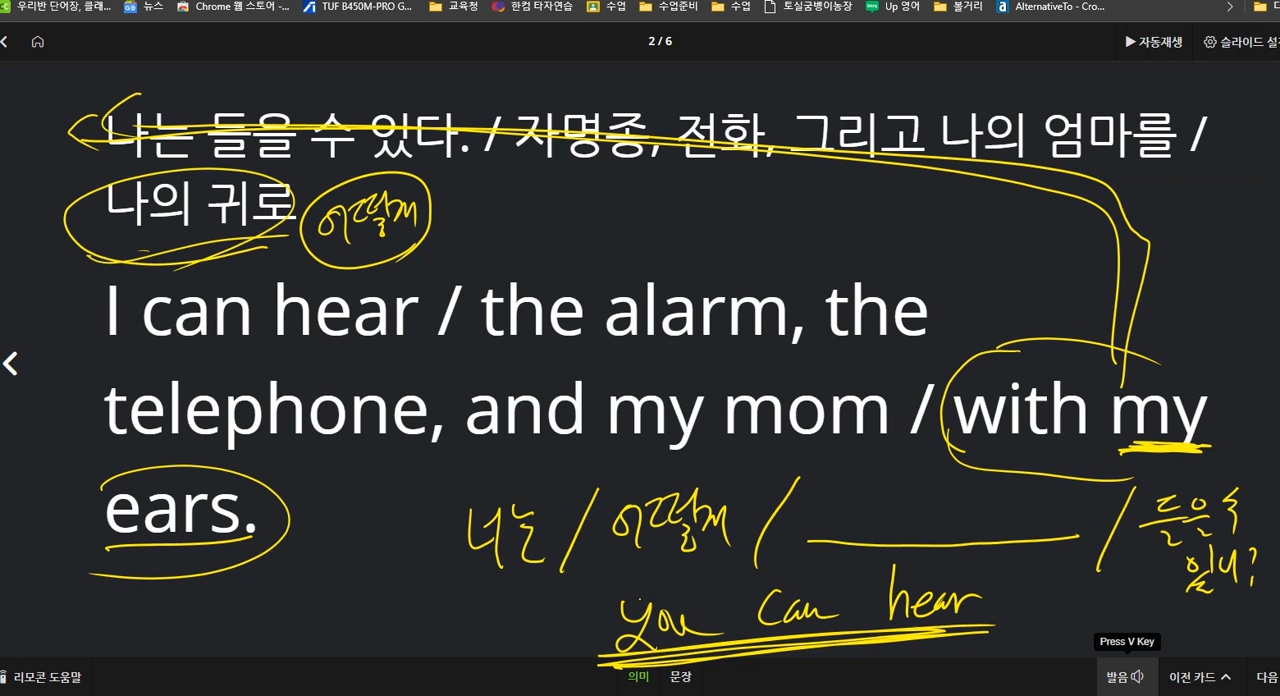 우리반 단어장, 클래... 뉴스 Chrome 웹 스토어 -... TUF B450M-PRO G... 교육청 한컴 타자연습 수업 수업준비 수업 토실굼벵이농장 Up 영어 볼거리 AlternativeTo - Cro...
2 / 6 자동재생 슬라이드 설
나는 들을 수 있다. / 자명종, 전화, 그리고 나의 엄마를 /
나의 귀로 어떻게
I can hear / the alarm, the
telephone, and my mom / with my
ears.
너는 / 어떻게 / / 들을 수
있니?
you can hear
Press V Key
리모콘 도움말 의미 문장 발음 이전 카드 다음